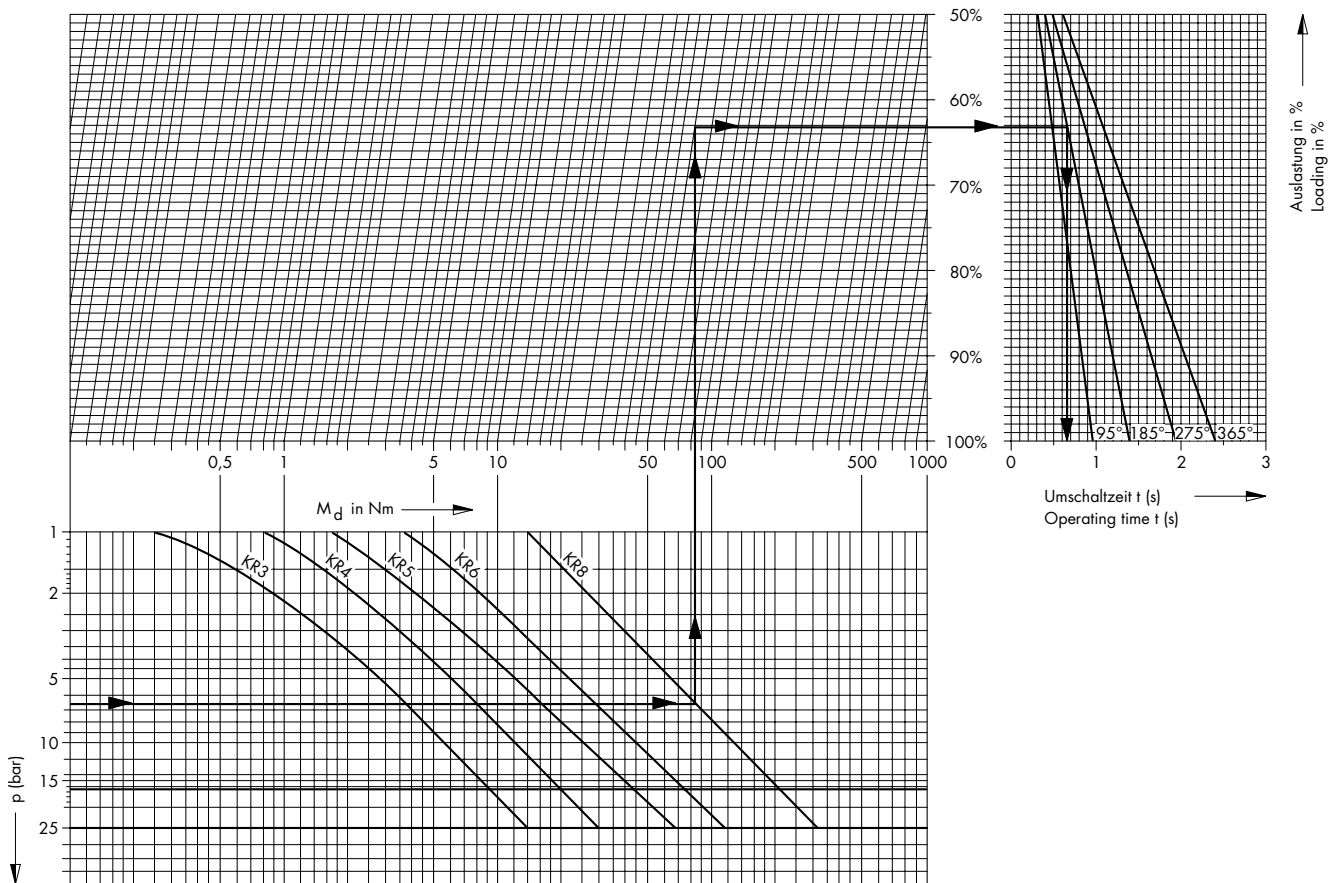 50%
60%
70%
80%
90%
100%
Auslastung in %
Loading in %
95° 185° 275° 365°
0,5 1 5 10 50 100 500 1000
0 1 2 3
M d in Nm
Umschaltzeit t (s)
Operating time t (s)
1
2
5
10
15
25
KR3 KR4 KR5 KR6 KR8
p (bar)